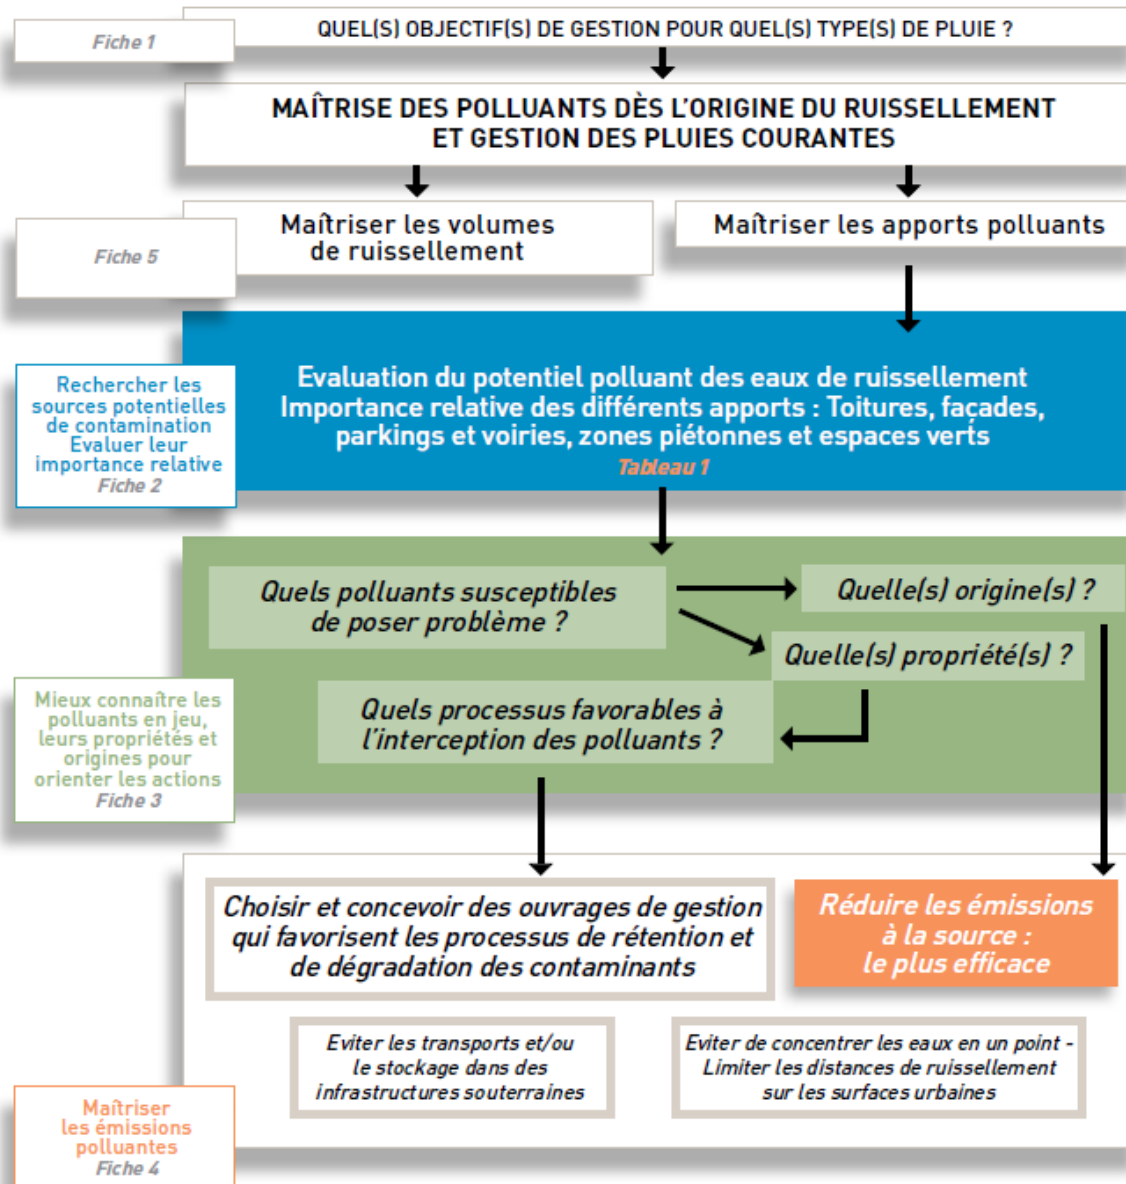 Fiche 1
QUEL(S) OBJECTIF(S) DE GESTION POUR QUEL(S) TYPE(S) DE PLUIE ?
MAÎTRISE DES POLLUANTS DÈS L'ORIGINE DU RUISSELLEMENT
ET GESTION DES PLUIES COURANTES
Fiche 5
Maîtriser les volumes
de ruissellement
Maîtriser les apports polluants
Rechercher les
sources potentielles
de contamination
Evaluer leur
importance relative
Fiche 2
Evaluation du potentiel polluant des eaux de ruissellement
Importance relative des différents apports : Toitures, façades,
parkings et voiries, zones piétonnes et espaces verts
Tableau 1
Quels polluants susceptibles
de poser problème ?
Quelle(s) origine(s) ?
Quelle(s) propriété(s) ?
Quels processus favorables à
l'interception des polluants ?
Mieux connaître les
polluants en jeu,
leurs propriétés et
origines pour
orienter les actions
Fiche 3
Choisir et concevoir des ouvrages de gestion
qui favorisent les processus de rétention et
de dégradation des contaminants
Réduire les émissions
à la source :
le plus efficace
Eviter les transports et/ou
le stockage dans des
infrastructures souterraines
Eviter de concentrer les eaux en un point -
Limiter les distances de ruissellement
sur les surfaces urbaines
Maîtriser
les émissions
polluantes
Fiche 4